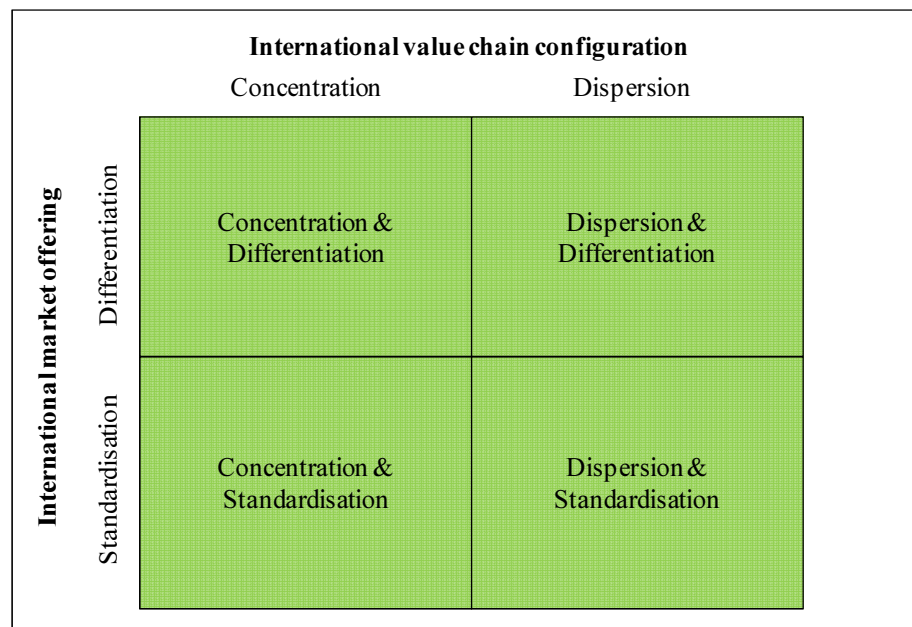 International value chain configuration
Concentration Dispersion
International market offering
Differentiation
Concentration &
Differentiation
Dispersion &
Differentiation
Standardisation
Concentration &
Standardisation
Dispersion &
Standardisation